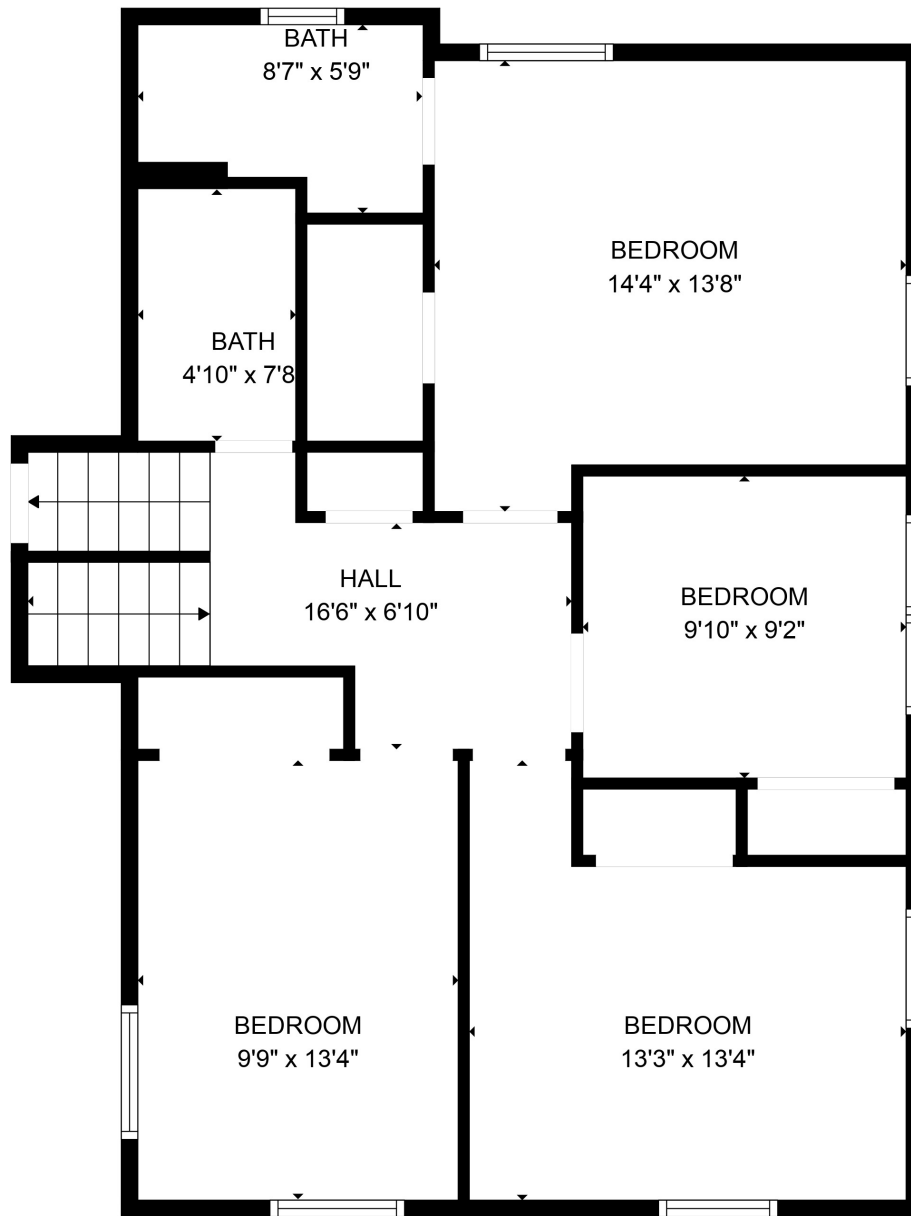 BATH
8'7" x 5'9"
BEDROOM
14'4" x 13'8"
BATH
4'10" x 7'8
HALL
16'6" x 6'10"
BEDROOM
9'10" x 9'2"
BEDROOM
9'9" x 13'4"
BEDROOM
13'3" x 13'4"